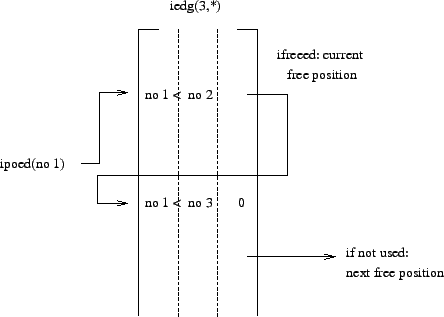 iedg(3,*)
ifreeed: current
free position
no 1 < no 2
ipoed(no 1)
no 1 < no 3 0
if not used:
next free position